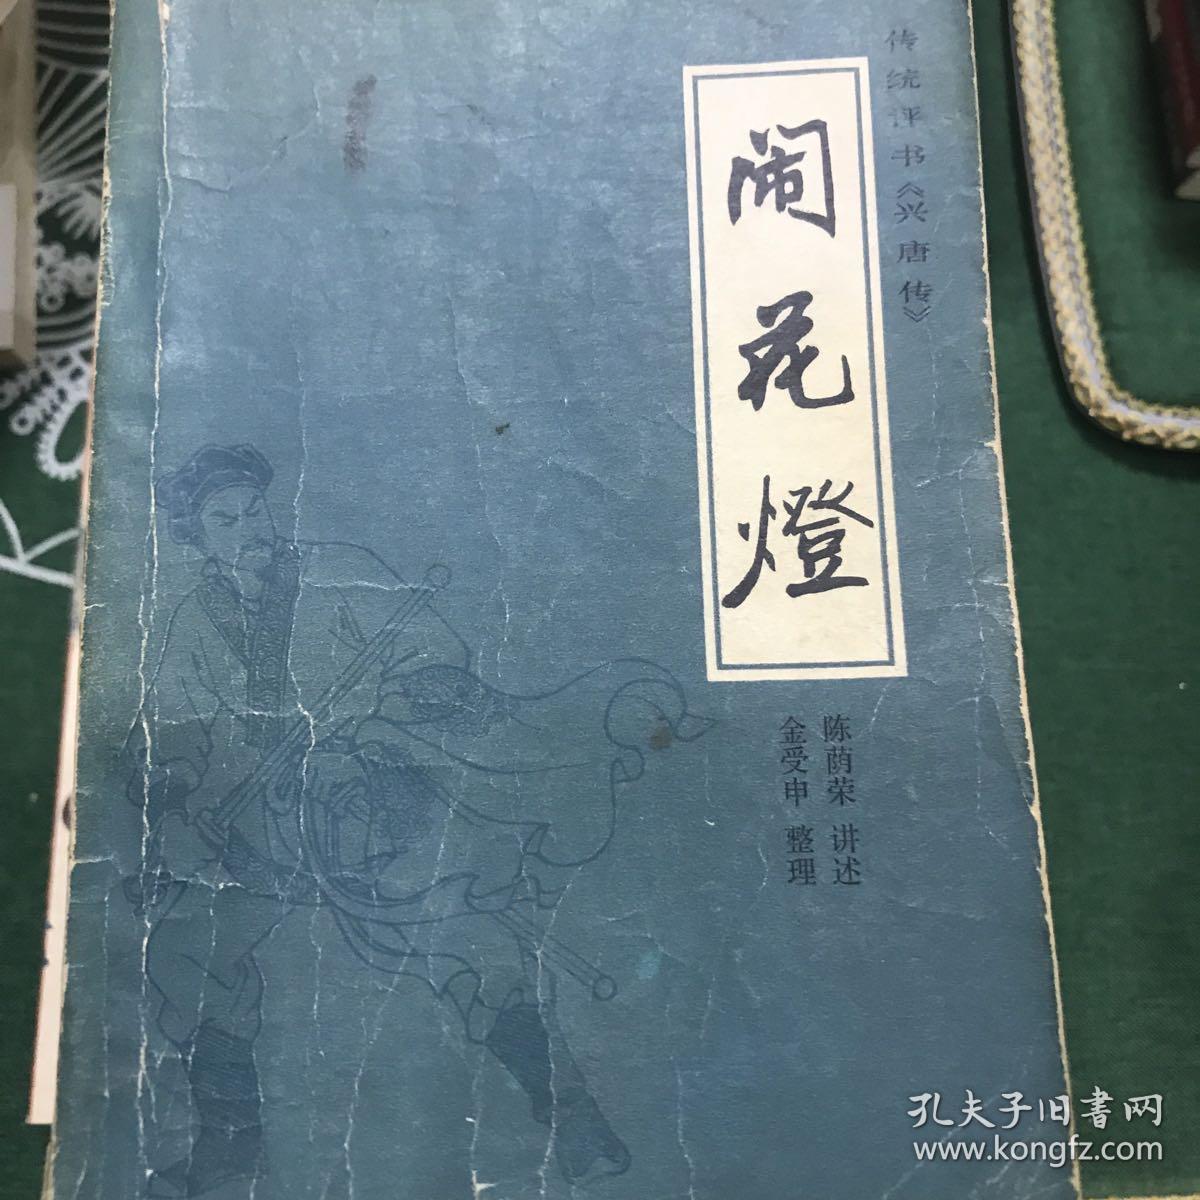 传统评书《兴唐传》
闹花燈
陈荫荣 讲述
金受申 整理
孔夫子旧書网
www.kongfz.com